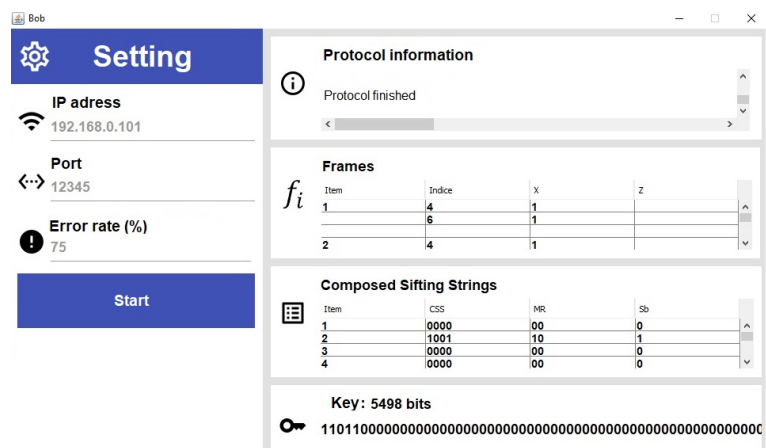 Bob
Setting
IP adress
192.168.0.101
Port
12345
Error rate (%)
75
Start
Protocol information
Protocol finished
Frames
Item Indice X Z
1 4 1
6 1
2 4 1
Composed Sifting Strings
Item CSS MR Sb
1 0000 00 0
2 1001 10 1
3 0000 00 0
4 0000 00 0
Key: 5498 bits
11011000000000000000000000000000000000000000000000000000000